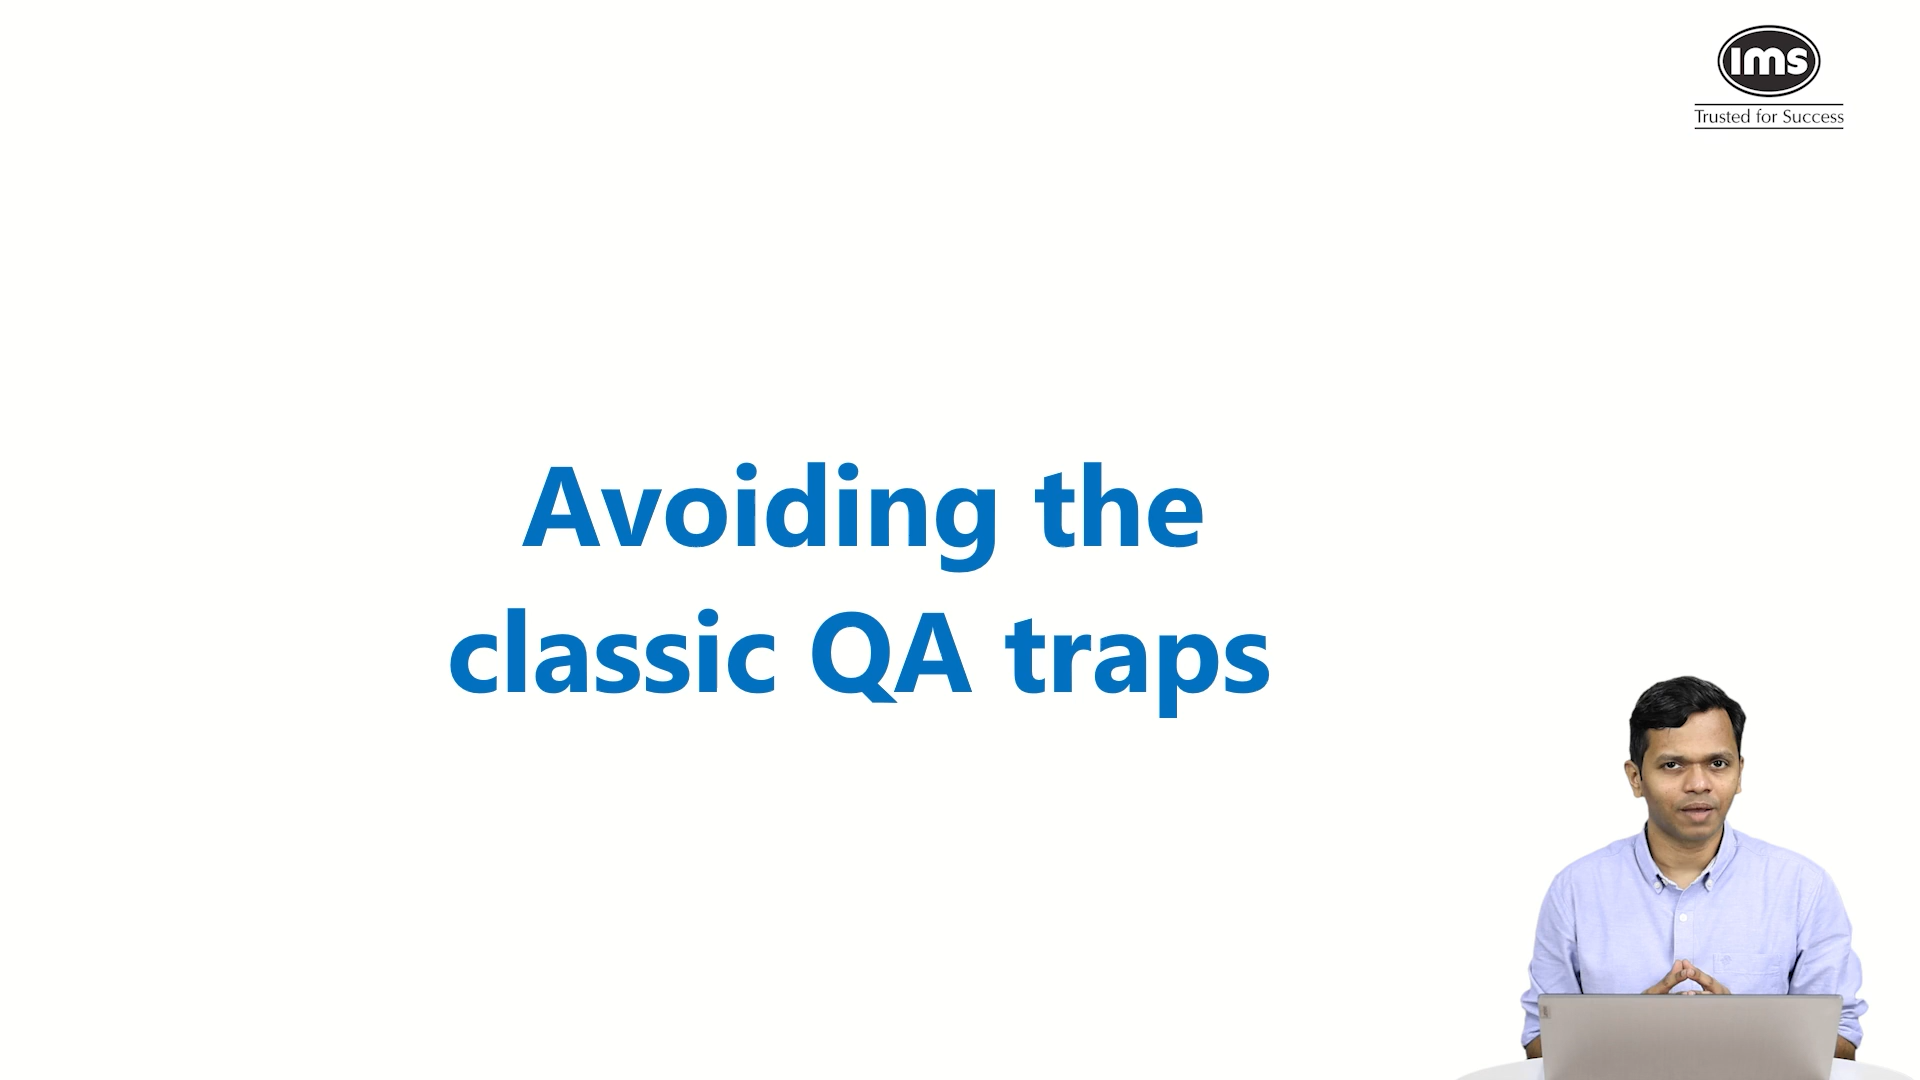 ims
Trusted for Success
Avoiding the
classic QA traps